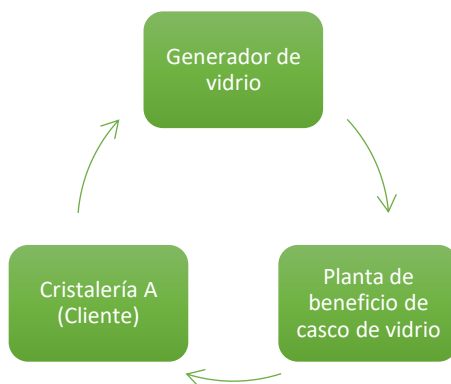 Generador de
vidrio
Planta de
beneficio de
casco de vidrio
Cristalería A
(Cliente)